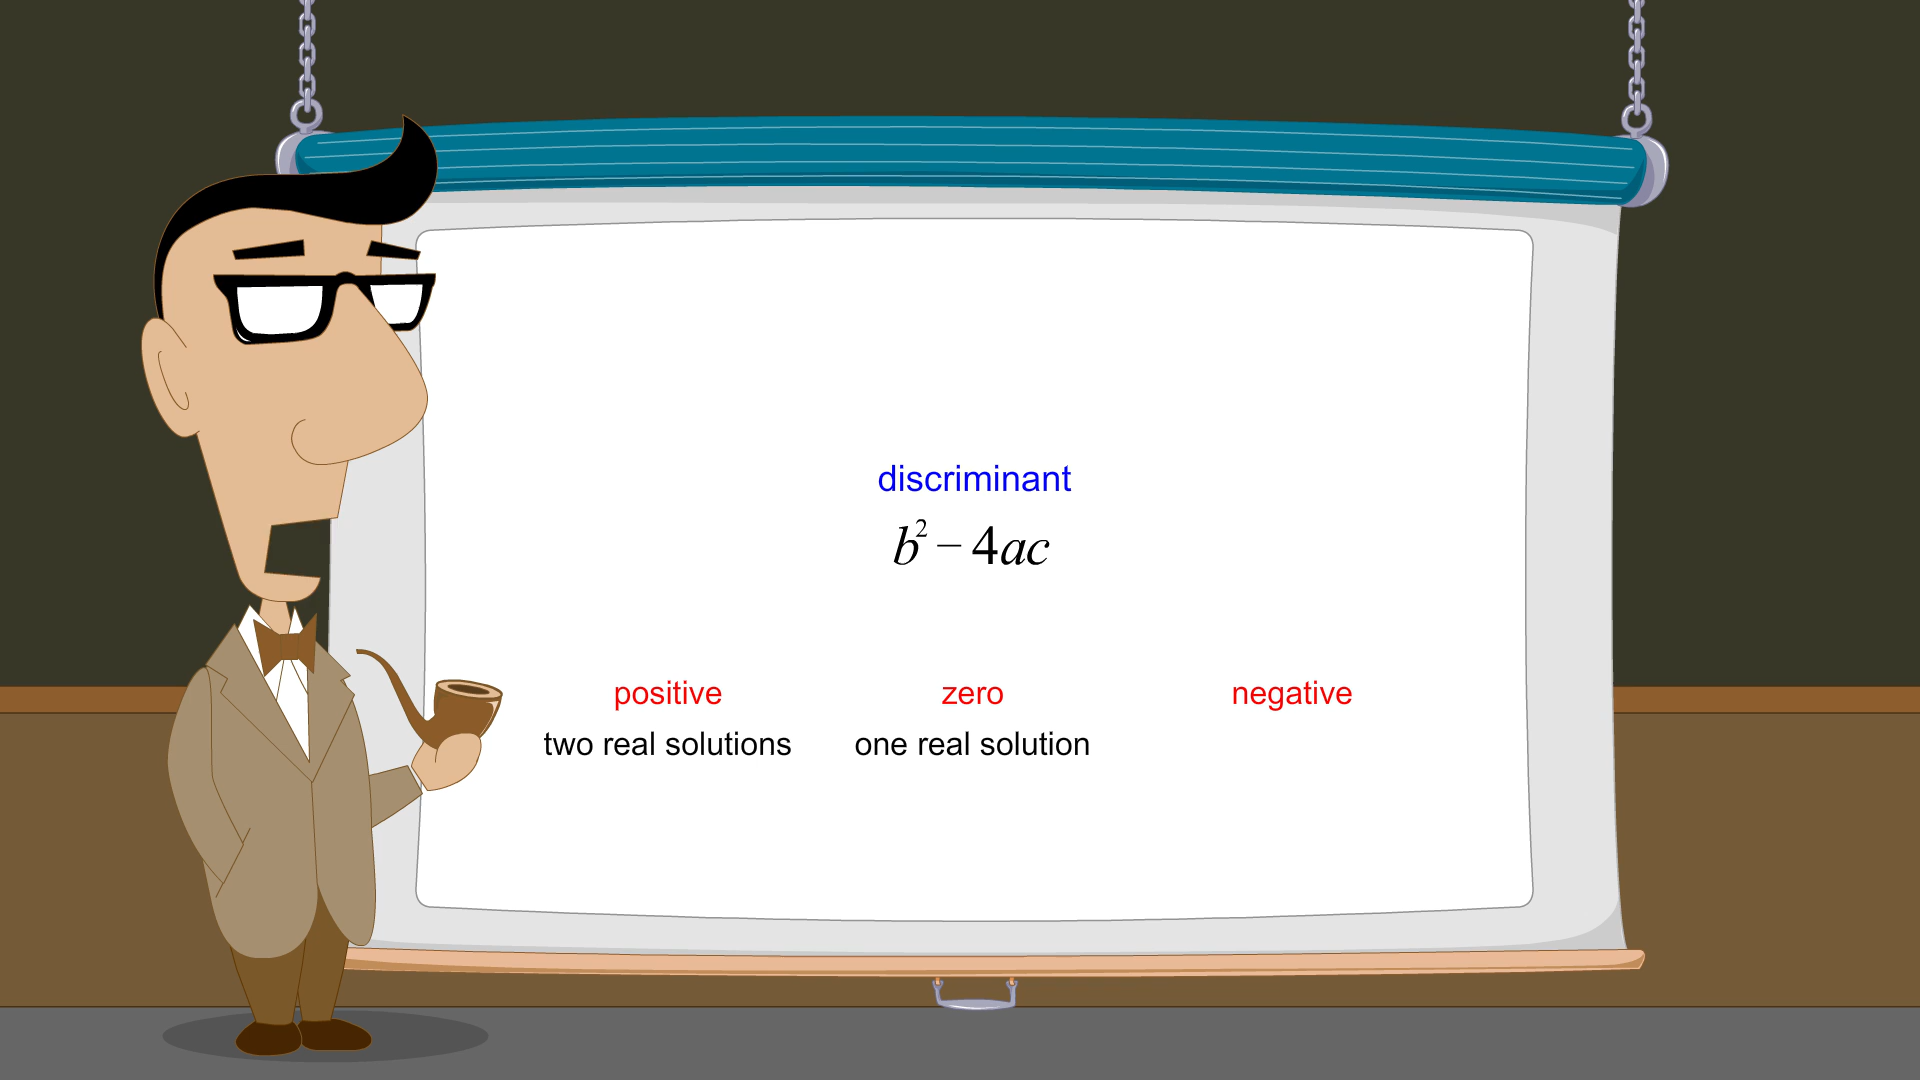 discriminant
b² − 4ac
positive zero negative
two real solutions one real solution